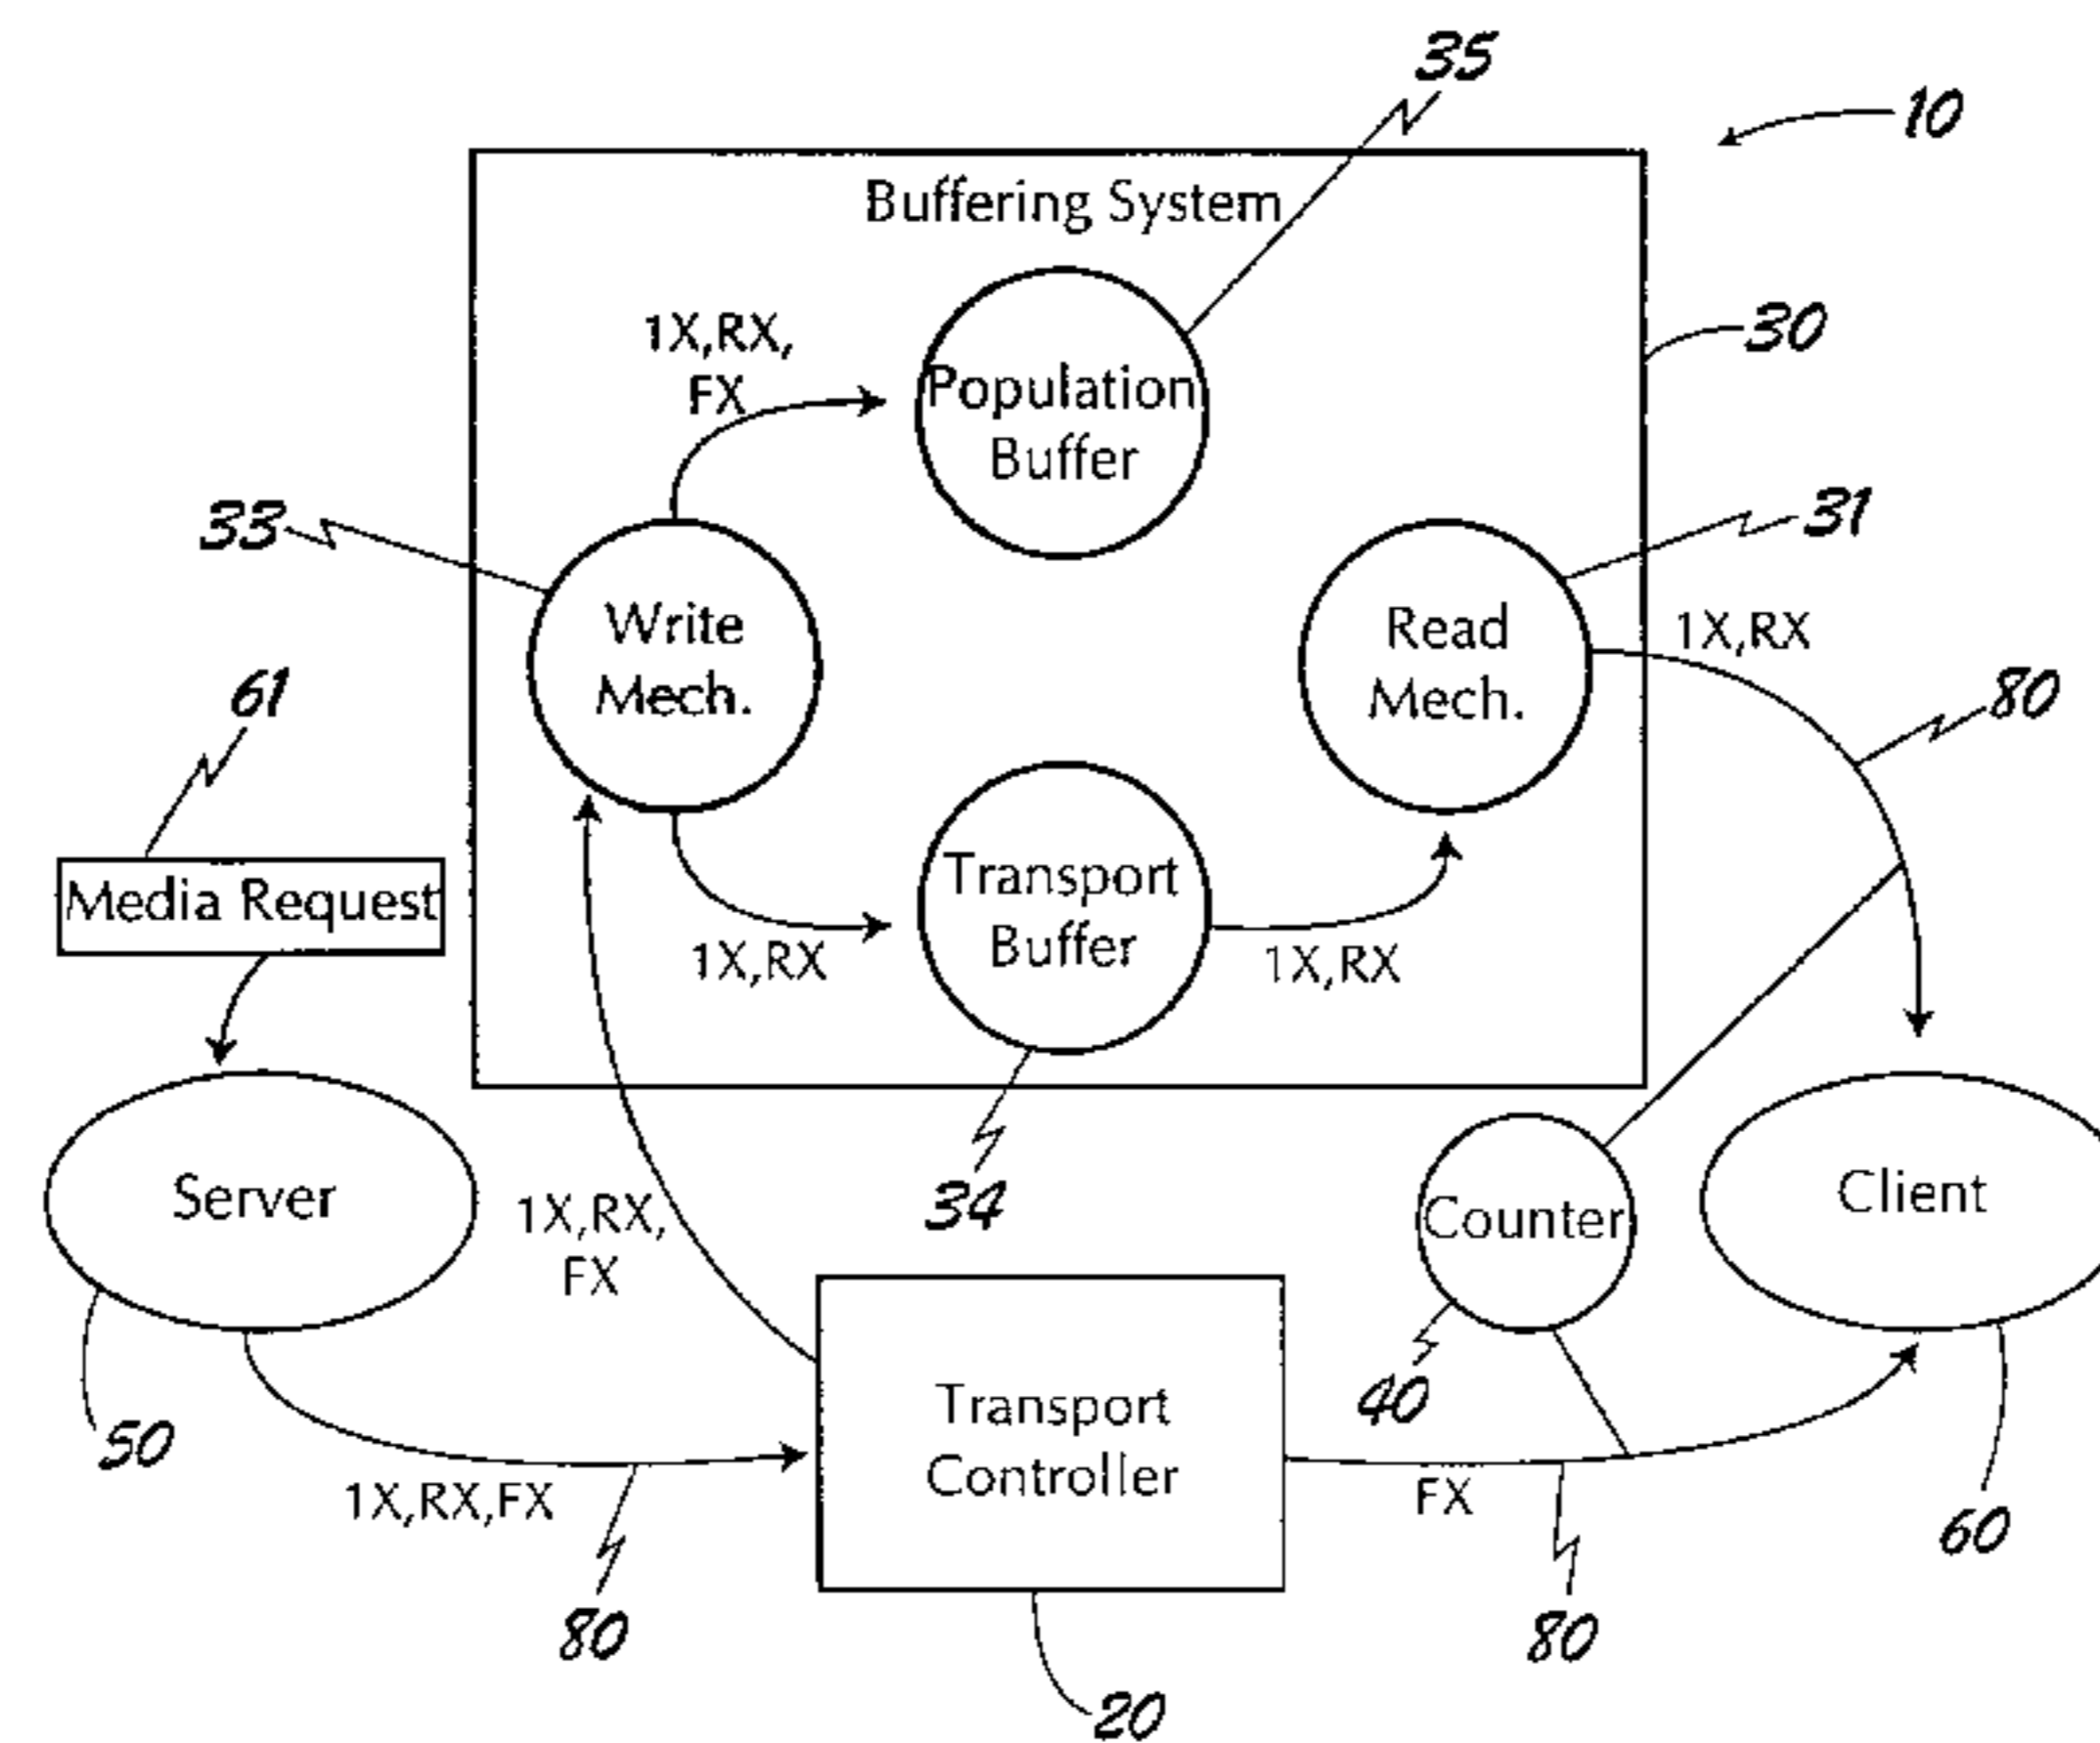 35
10
Buffering System
1X,RX,
FX
30
Population
Buffer
33
31
Write
Mech.
Read
Mech.
1X,RX
61
80
Media Request
Transport
Buffer
1X,RX
1X,RX
34
Server
1X,RX,
FX
Counter
Client
50
40
Transport
Controller
1X,RX,FX
FX
60
80
80
20